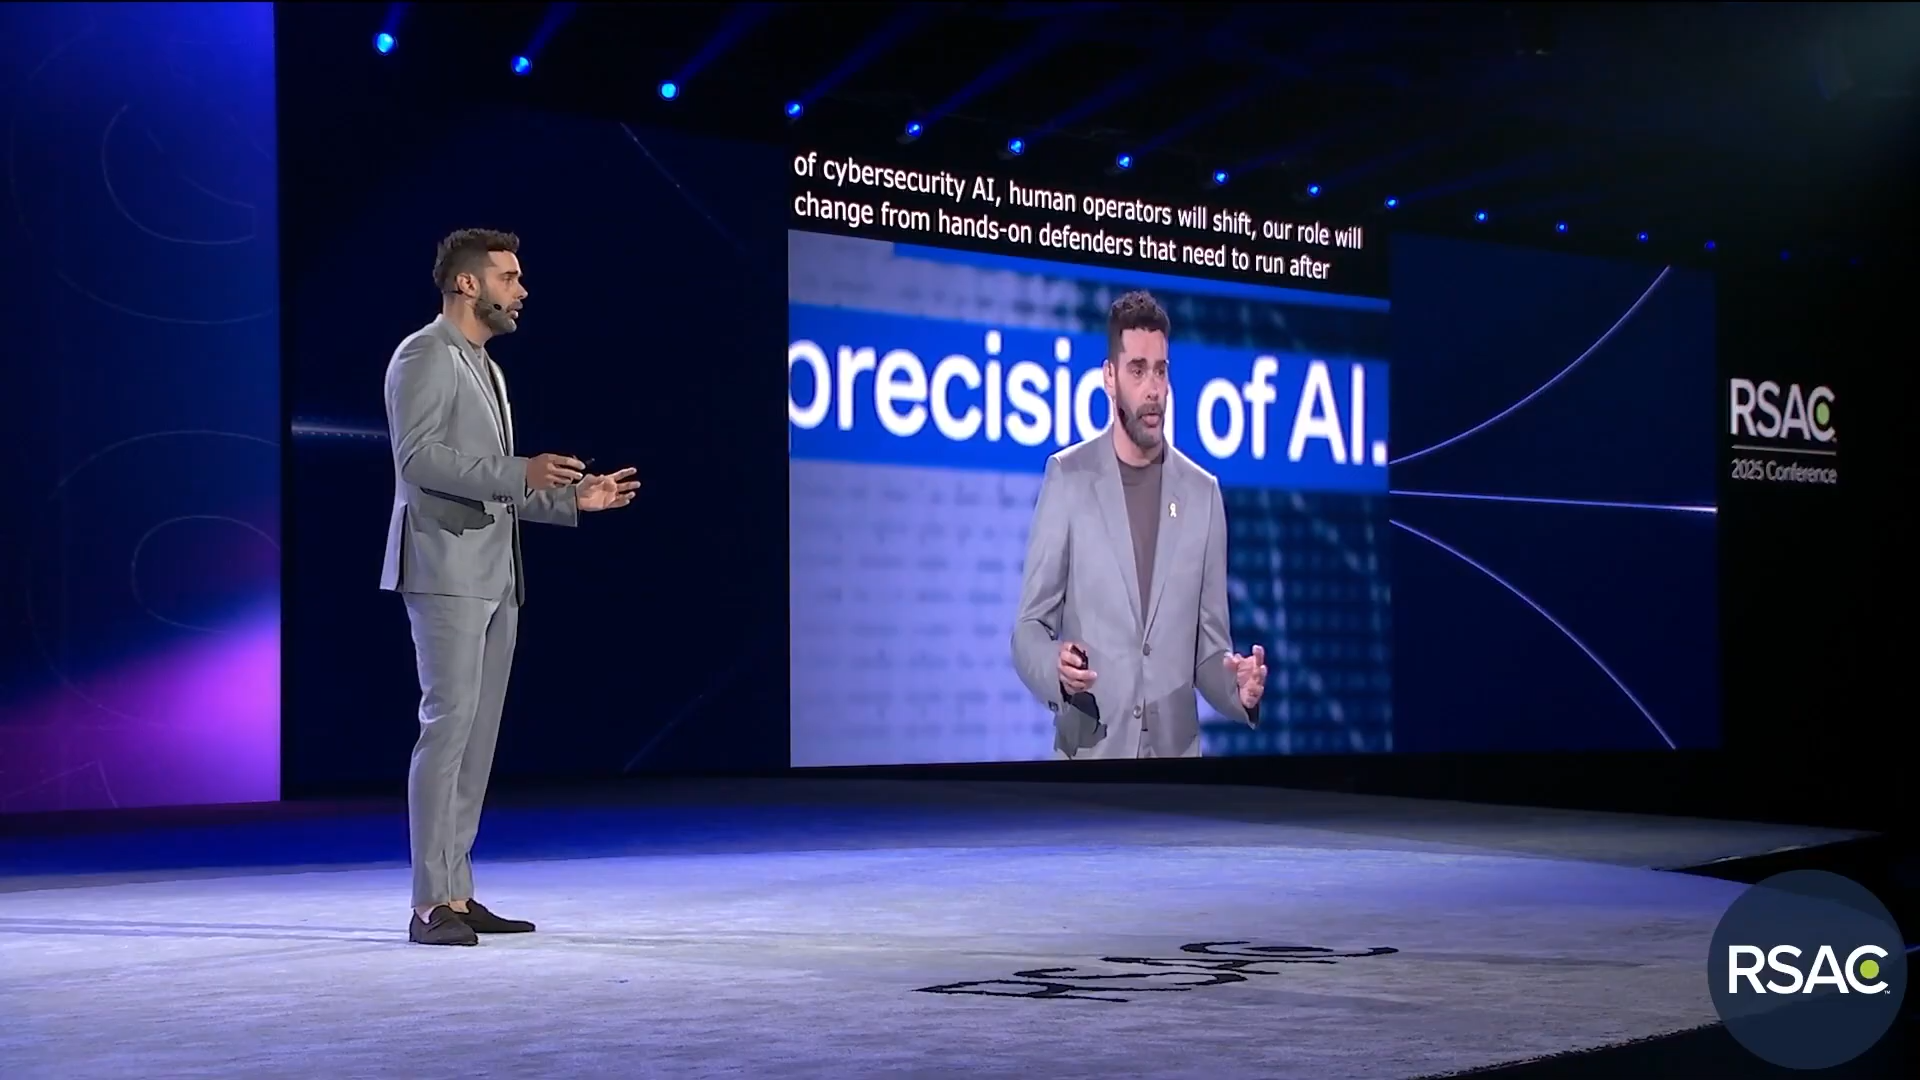 of cybersecurity AI, human operators will shift, our role will
change from hands-on defenders that need to run after
precision of AI.
RSAC
2025 Conference
RSAC
RSAC